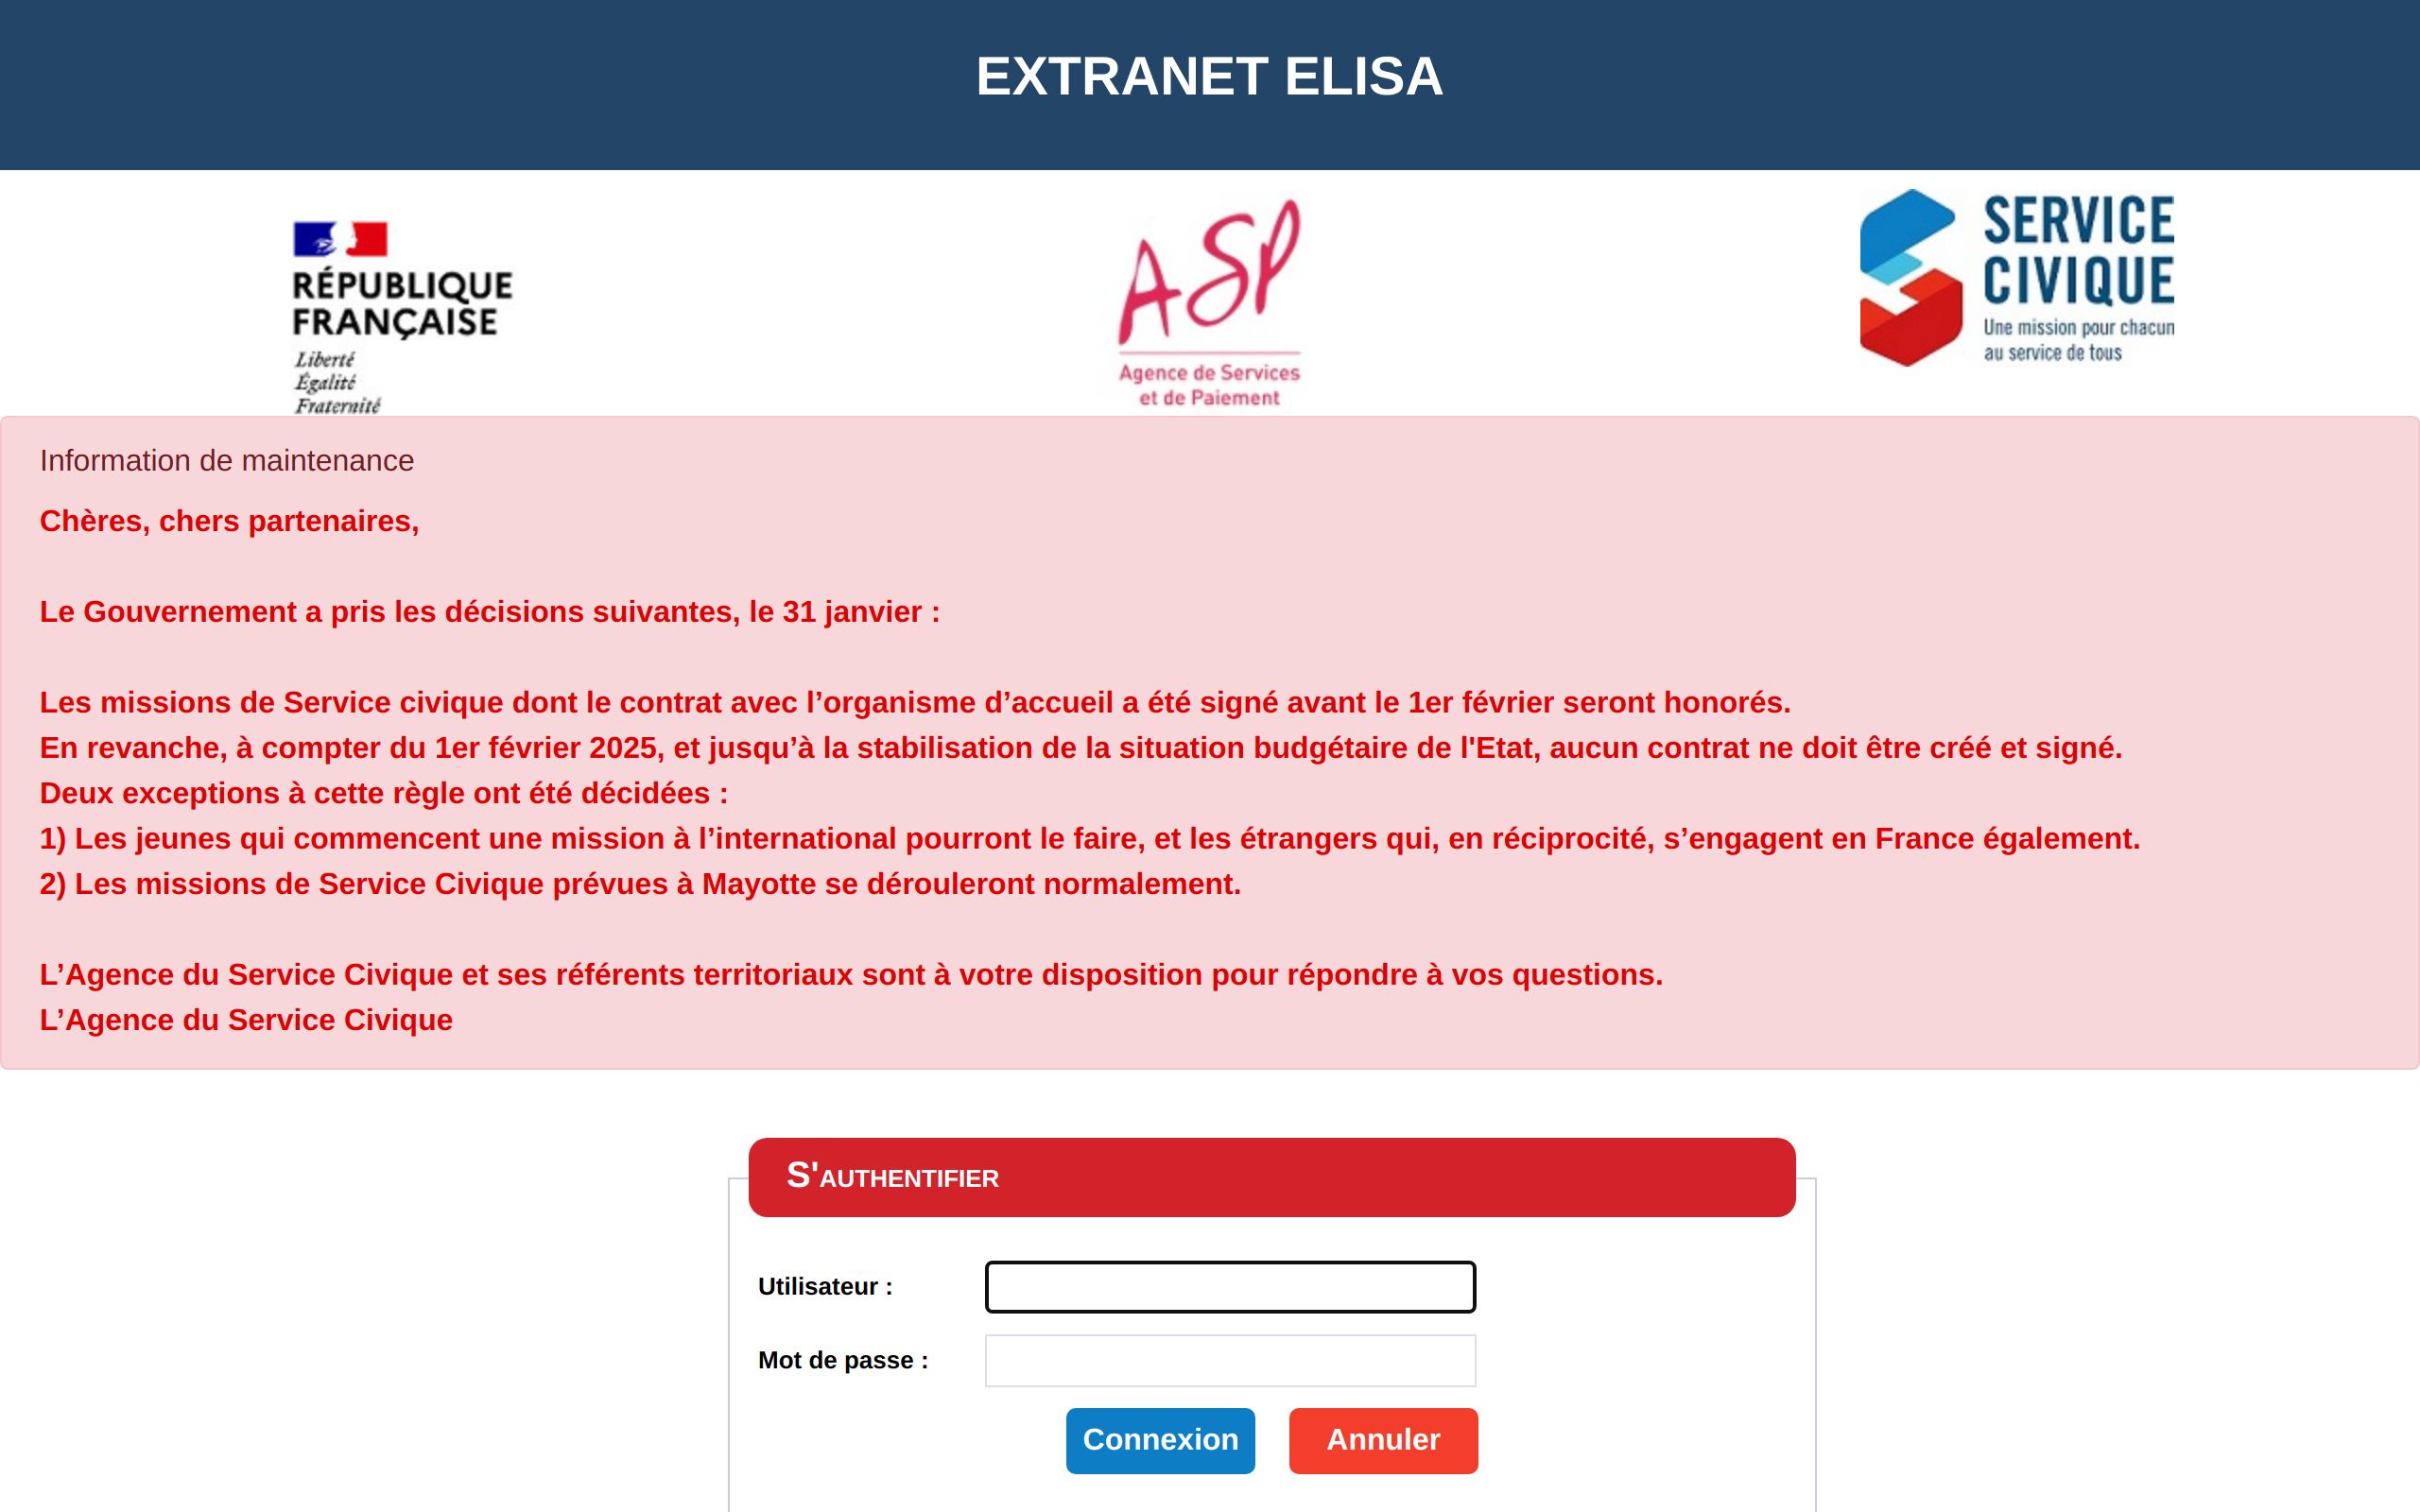 EXTRANET ELISA
RÉPUBLIQUE
FRANÇAISE
Liberté
Égalité
Fraternité
ASP
Agence de Services
et de Paiement
SERVICE
CIVIQUE
Une mission pour chacun
au service de tous
Information de maintenance
Chères, chers partenaires,
Le Gouvernement a pris les décisions suivantes, le 31 janvier :
Les missions de Service civique dont le contrat avec l’organisme d’accueil a été signé avant le 1er février seront honorés.
En revanche, à compter du 1er février 2025, et jusqu’à la stabilisation de la situation budgétaire de l'Etat, aucun contrat ne doit être créé et signé.
Deux exceptions à cette règle ont été décidées :
1) Les jeunes qui commencent une mission à l’international pourront le faire, et les étrangers qui, en réciprocité, s’engagent en France également.
2) Les missions de Service Civique prévues à Mayotte se dérouleront normalement.
L’Agence du Service Civique et ses référents territoriaux sont à votre disposition pour répondre à vos questions.
L’Agence du Service Civique
S'AUTHENTIFIER
Utilisateur :
Mot de passe :
Connexion Annuler